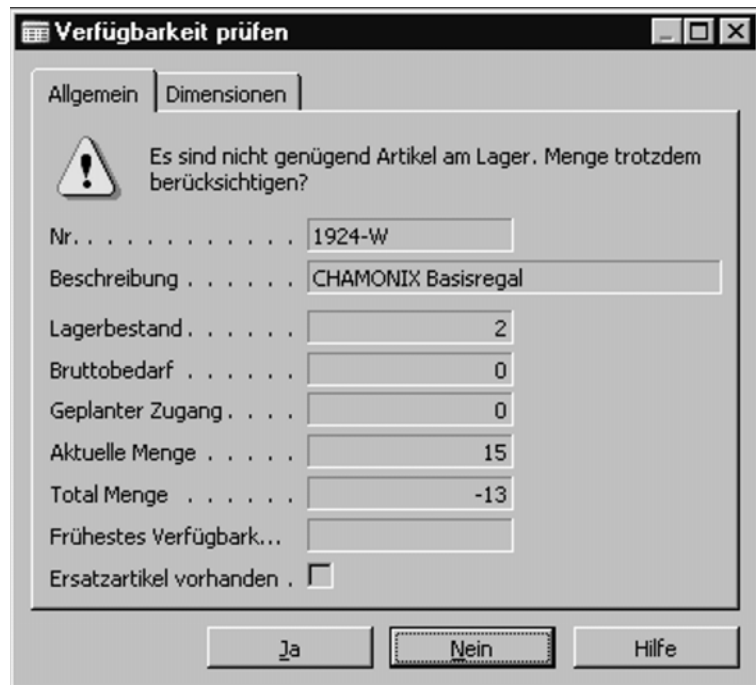 Verfügbarkeit prüfen
Allgemein Dimensionen
Es sind nicht genügend Artikel am Lager. Menge trotzdem
berücksichtigen?
Nr. . . . . . . . . . . . 1924-W
Beschreibung . . . . . . CHAMONIX Basisregal
Lagerbestand . . . . . . 2
Bruttobedarf . . . . . . 0
Geplanter Zugang . . . . 0
Aktuelle Menge . . . . . 15
Total Menge . . . . . . -13
Frühestes Verfügbark...
Ersatzartikel vorhanden .
Ja Nein Hilfe